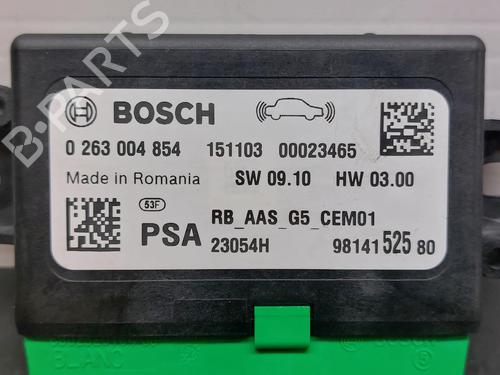 BOSCH
0 263 004 854 151103 00023465
Made in Romania SW 09.10 HW 03.00
53F
RB_AAS_G5_CEM01
PSA 23054H 98141 525 80
BLANC
B-PARTS